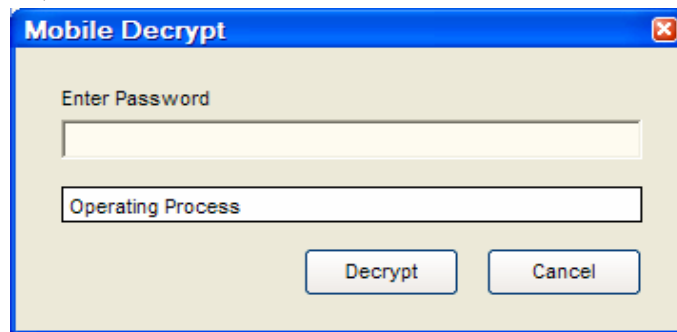 Mobile Decrypt
Enter Password
Operating Process
Decrypt Cancel